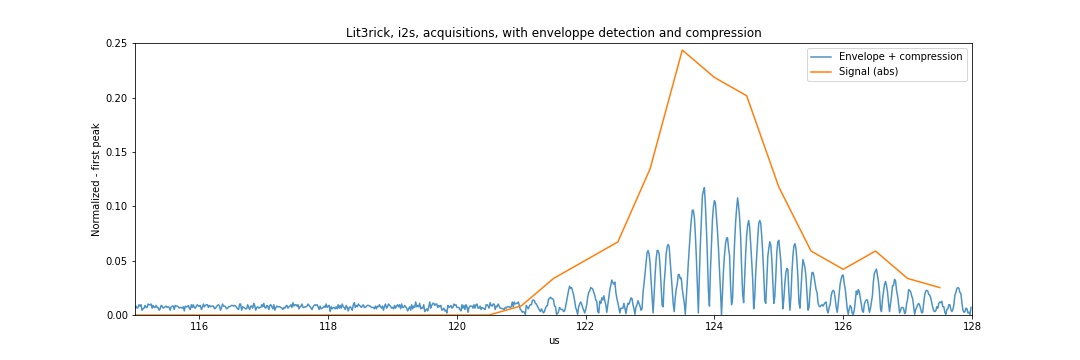 Lit3rick, i2s, acquisitions, with enveloppe detection and compression
Envelope + compression
Signal (abs)
Normalized - first peak
0.25
0.20
0.15
0.10
0.05
0.00
116 118 120 122 124 126 128
us